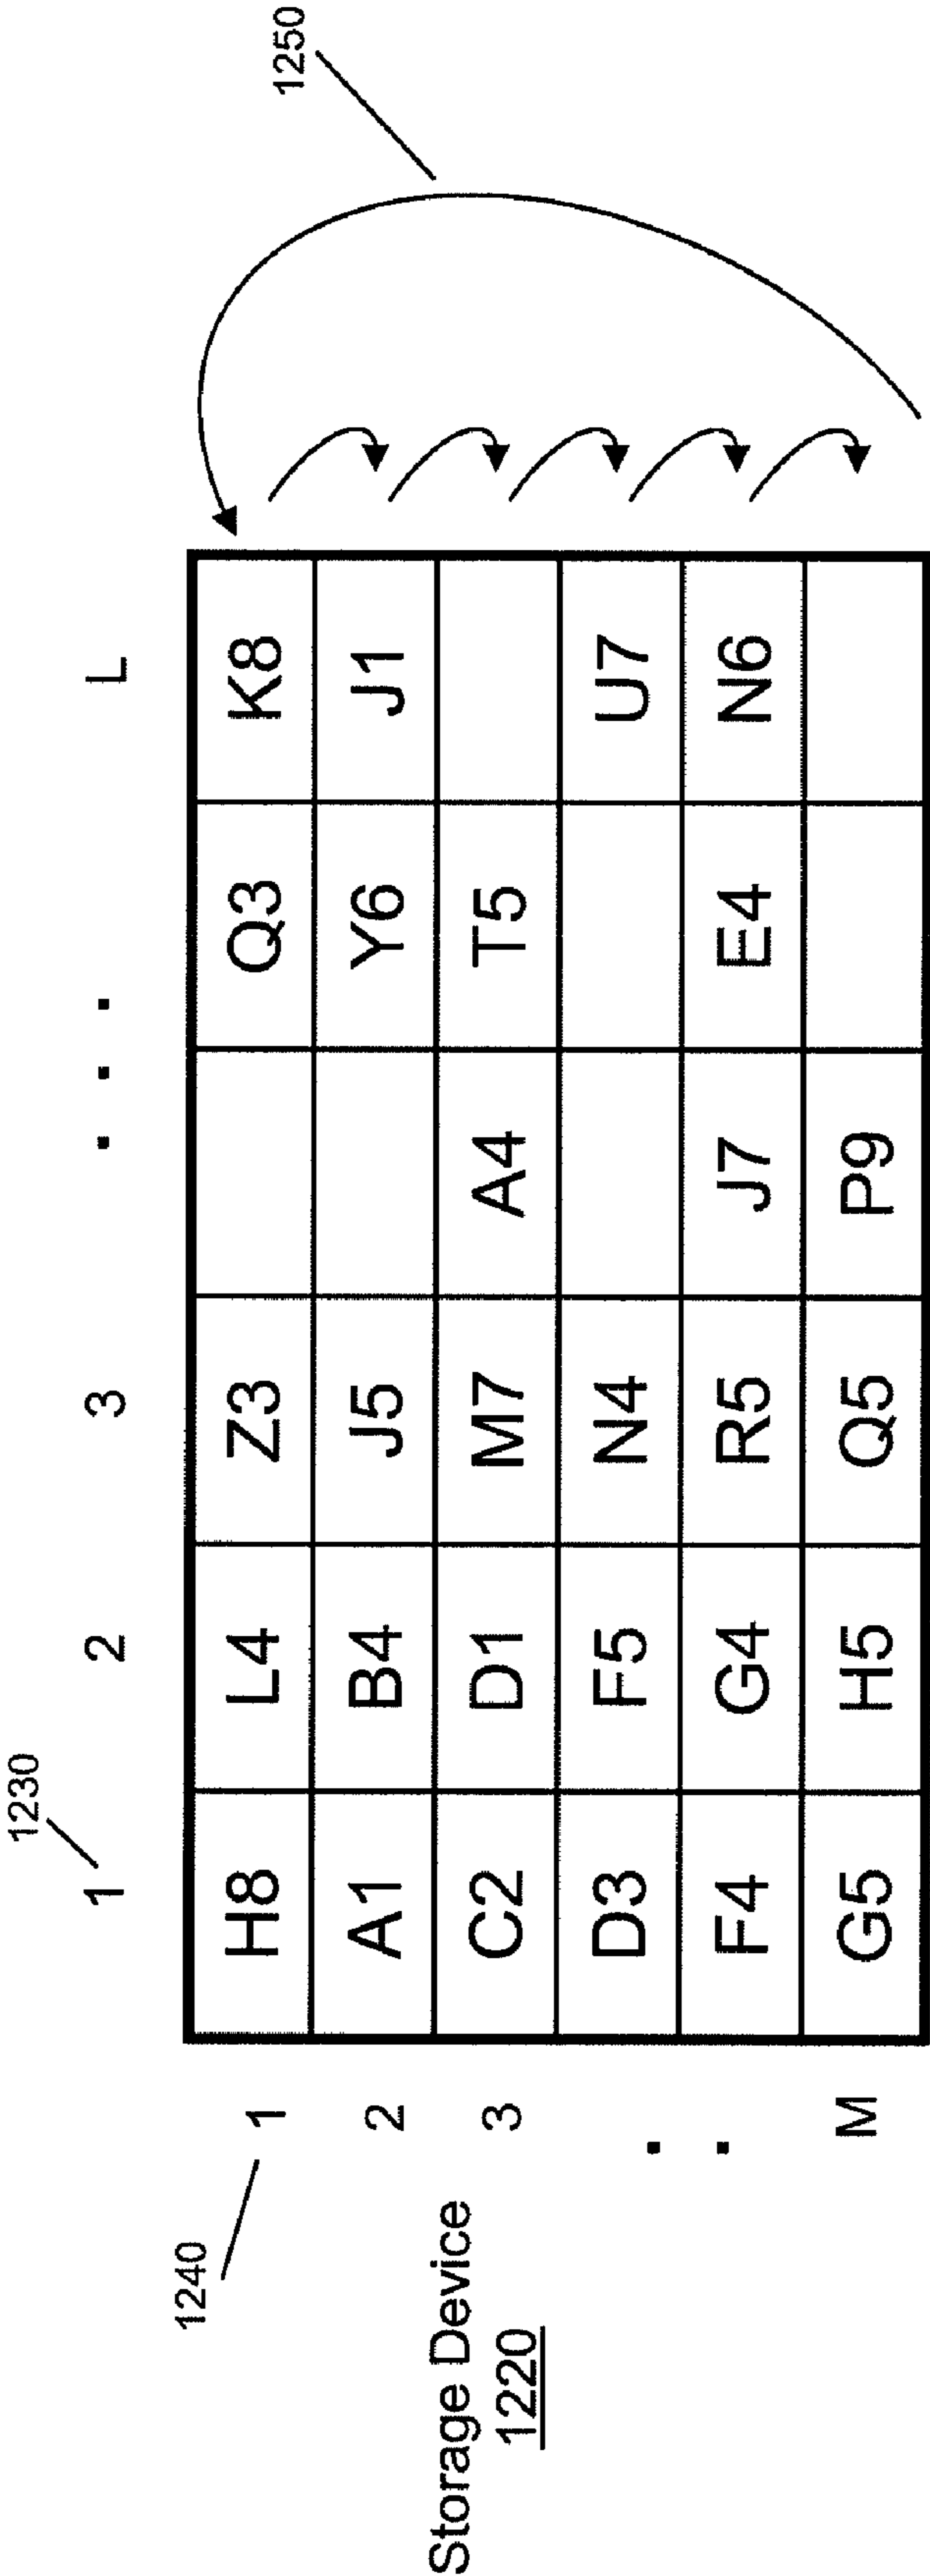 1230
1 2 3 . . . L
1240
1 H8 L4 Z3 Q3 K8
2 A1 B4 J5 Y6 J1
3 C2 D1 M7 A4 T5
. D3 F5 N4 U7
. F4 G4 R5 J7 E4 N6
M G5 H5 Q5 P9
1250
Storage Device
1220